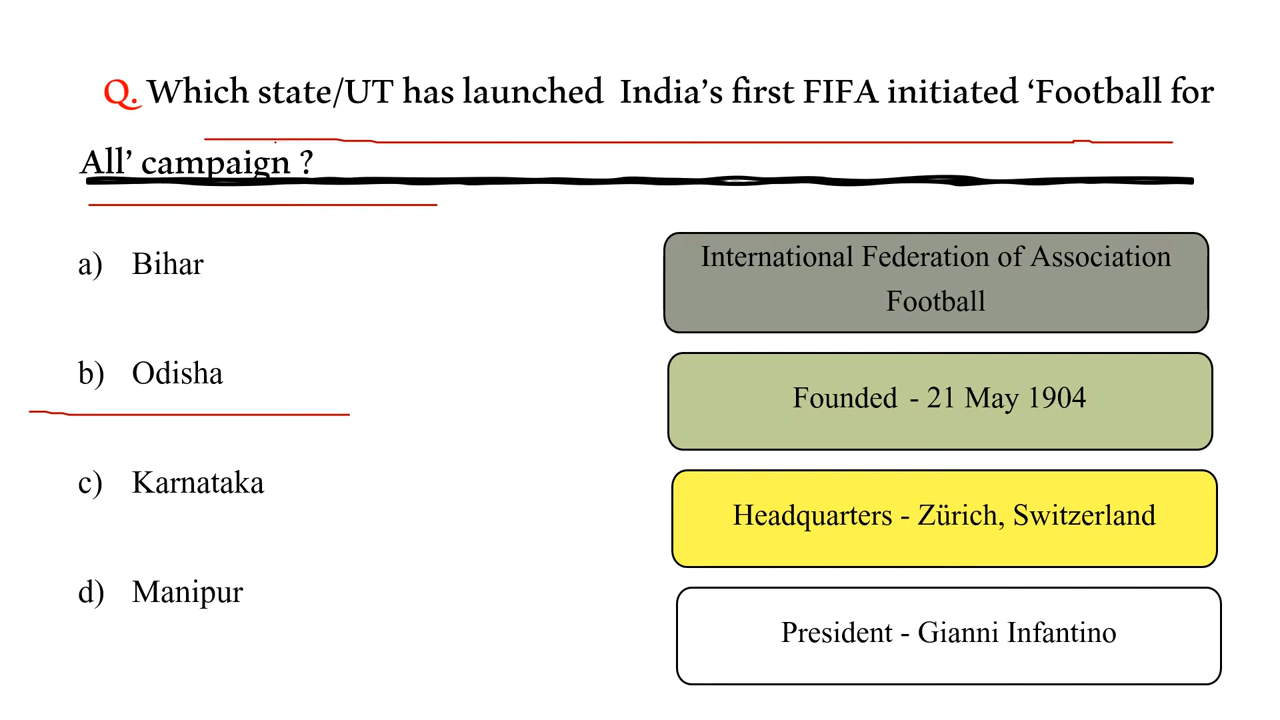 Q. Which state/UT has launched India’s first FIFA initiated ‘Football for
All’ campaign ?
a) Bihar
b) Odisha
c) Karnataka
d) Manipur
International Federation of Association
Football
Founded - 21 May 1904
Headquarters - Zürich, Switzerland
President - Gianni Infantino